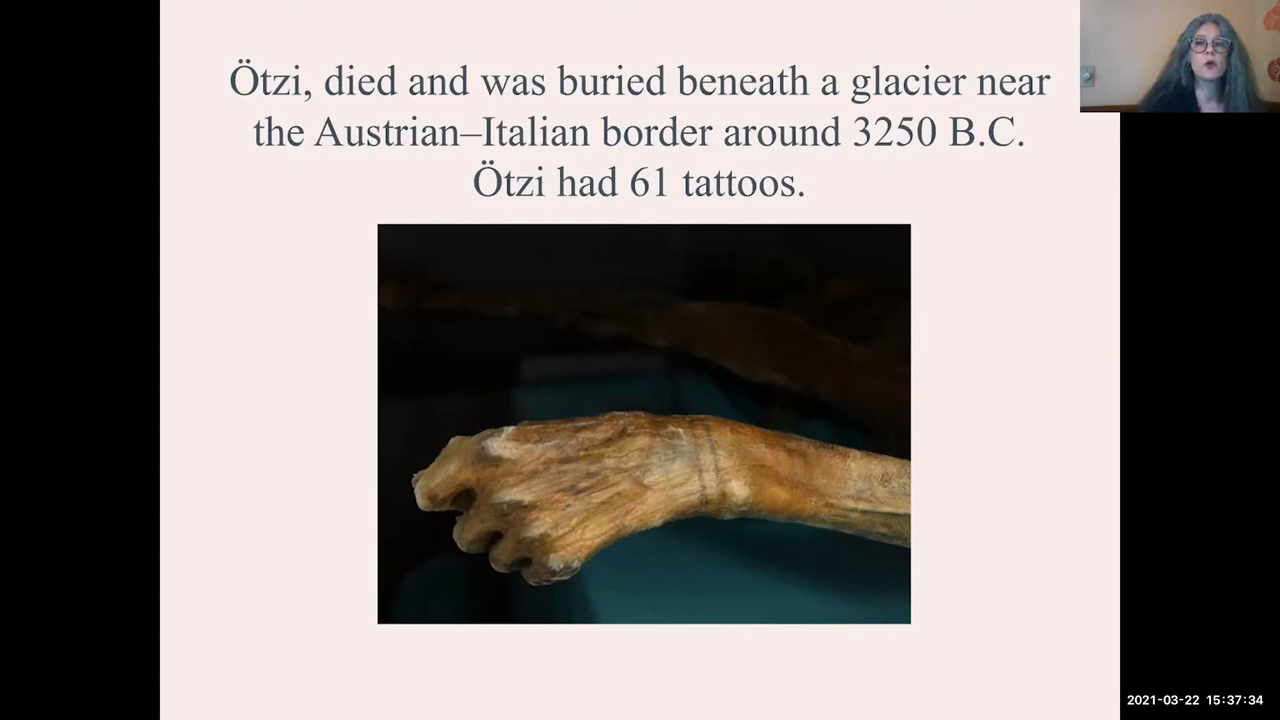 Ötzi, died and was buried beneath a glacier near
the Austrian–Italian border around 3250 B.C.
Ötzi had 61 tattoos.
2021-03-22 15:37:34